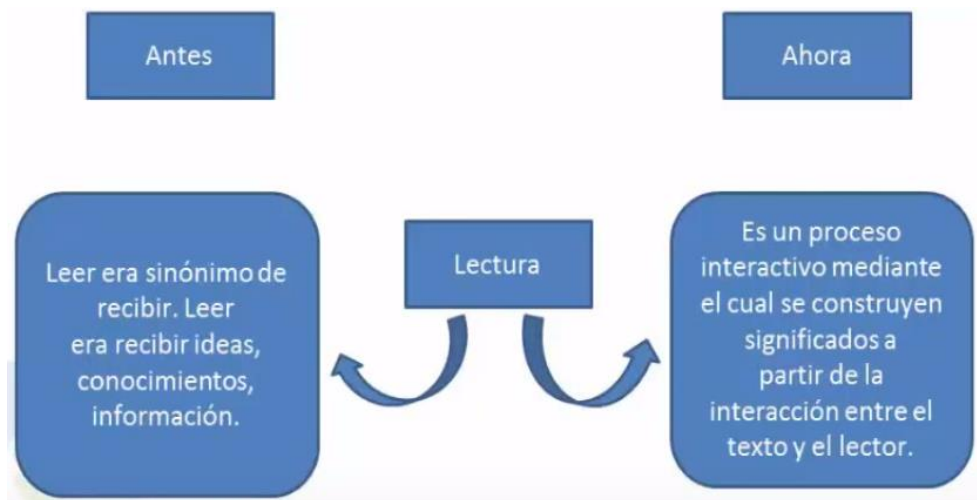 Antes
Ahora
Leer era sinónimo de
recibir. Leer
era recibir ideas,
conocimientos,
información.
Lectura
Es un proceso
interactivo mediante
el cual se construyen
significados a
partir de la
interacción entre el
texto y el lector.